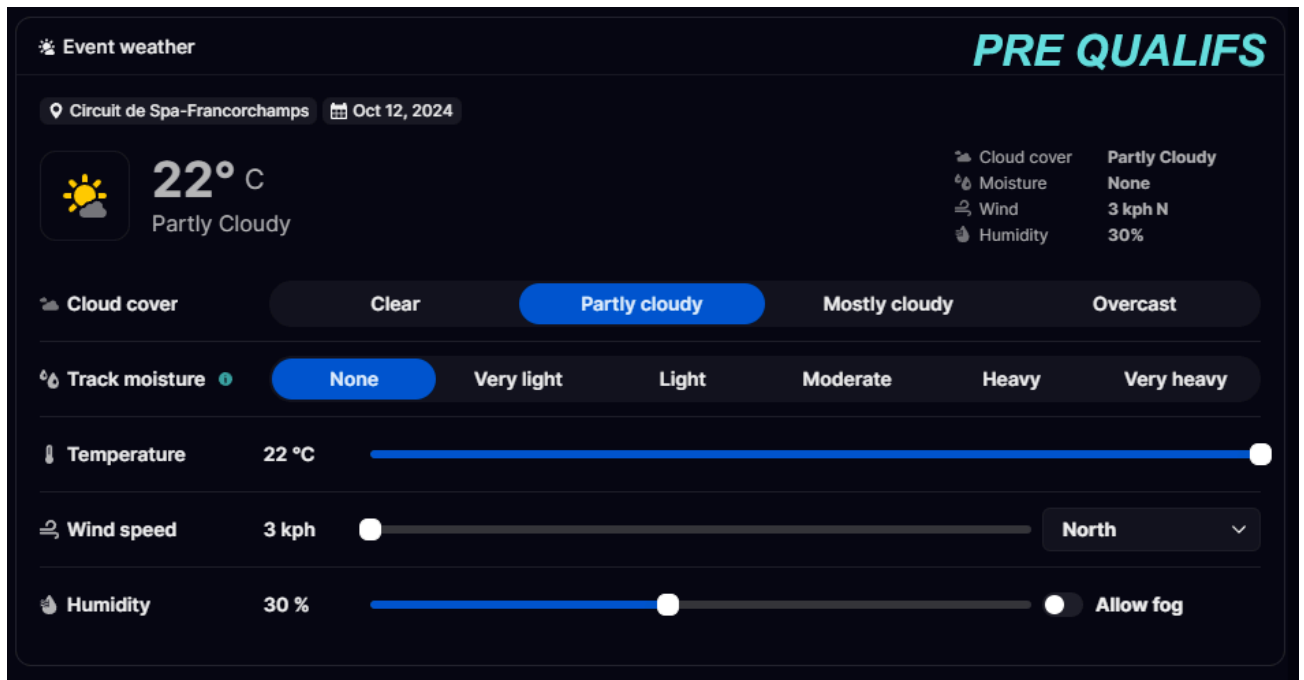 Event weather
PRE QUALIFS
Circuit de Spa-Francorchamps Oct 12, 2024
22° C
Partly Cloudy
Cloud cover Partly Cloudy
Moisture None
Wind 3 kph N
Humidity 30%
Cloud cover Clear Partly cloudy Mostly cloudy Overcast
Track moisture None Very light Light Moderate Heavy Very heavy
Temperature 22 °C
Wind speed 3 kph North
Humidity 30 % Allow fog